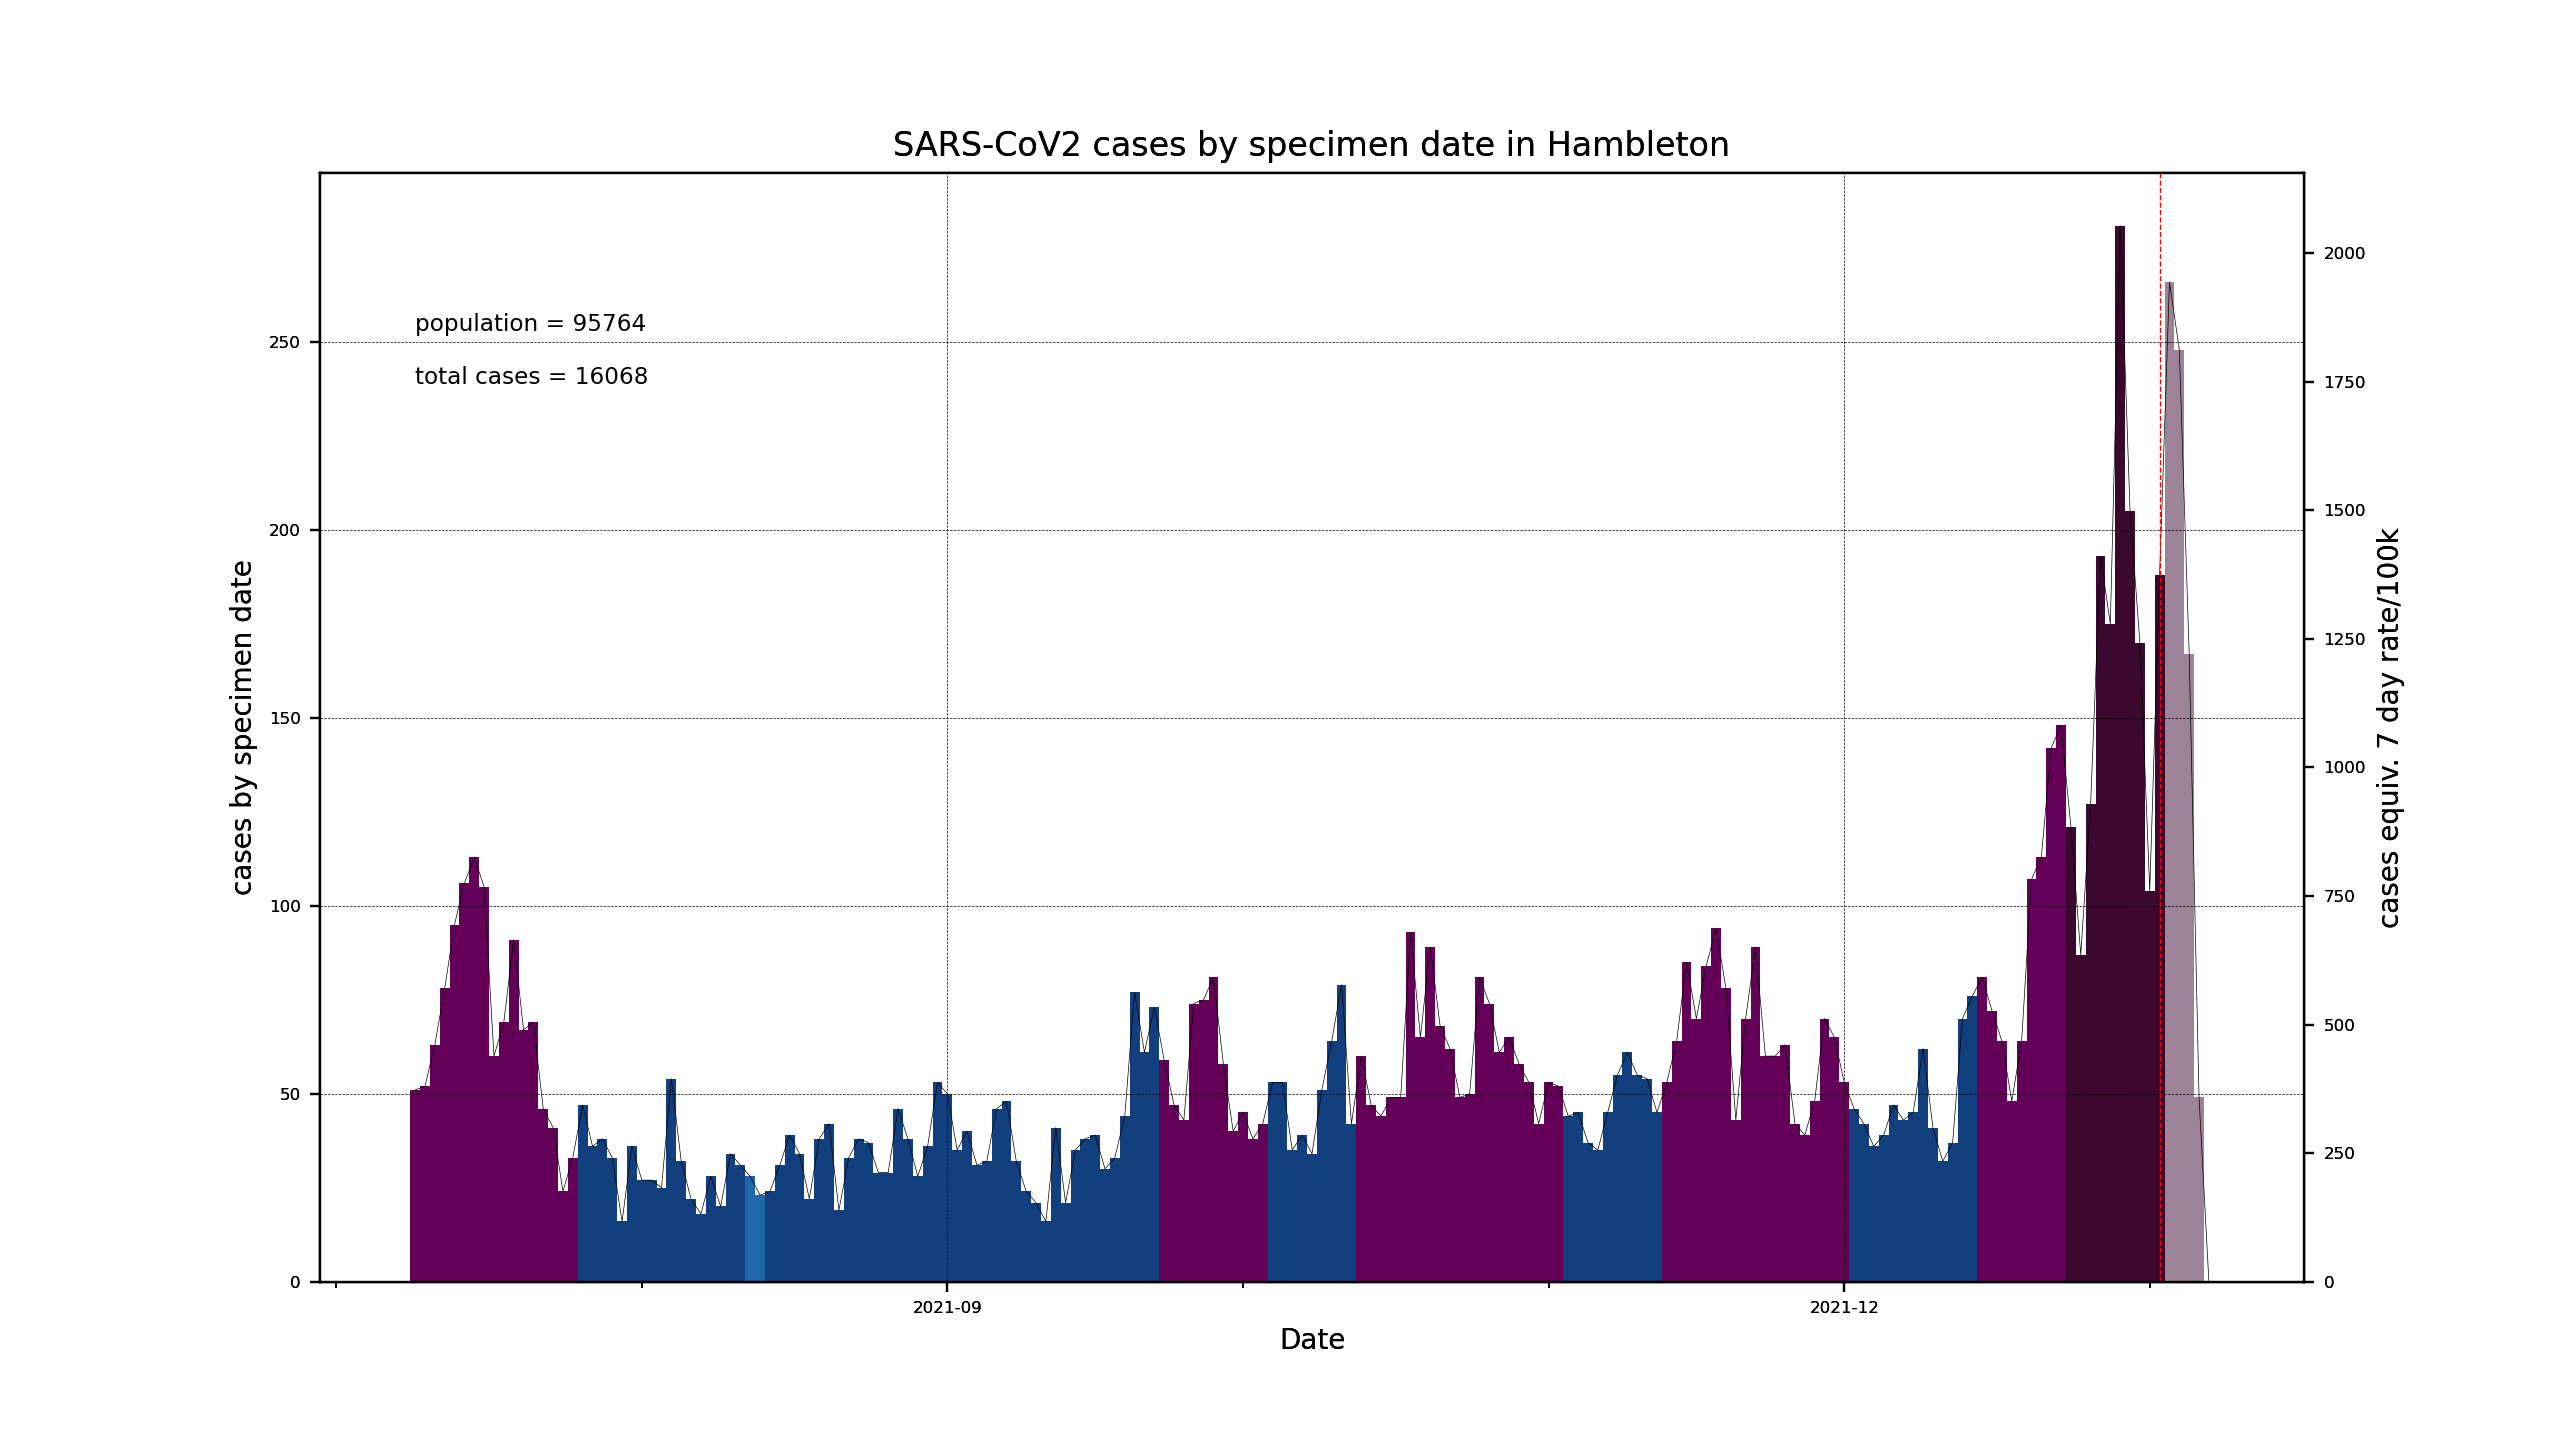 SARS-CoV2 cases by specimen date in Hambleton
population = 95764
total cases = 16068
cases by specimen date
250
200
150
100
50
0
2000
1750
1500
1250
1000
750
500
250
0
cases equiv. 7 day rate/100k
2021-09
2021-12
Date